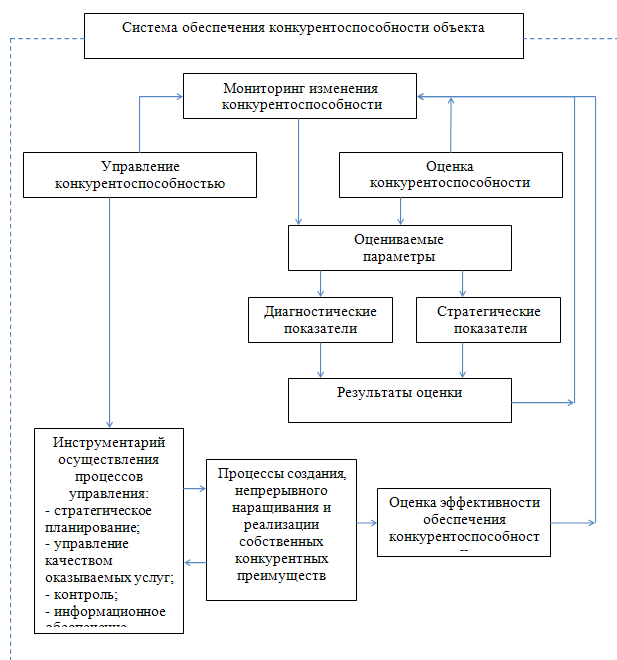 Система обеспечения конкурентоспособности объекта
Мониторинг изменения
конкурентоспособности
Управление
конкурентоспособностью
Оценка
конкурентоспособности
Оцениваемые
параметры
Диагностические
показатели
Стратегические
показатели
Результаты оценки
Инструментарий
осуществления
процессов
управления:
- стратегическое
планирование;
- управление
качеством
оказываемых услуг;
- контроль;
- информационное
обеспечение
Процессы создания,
непрерывного
наращивания и
реализации
собственных
конкурентных
преимуществ
Оценка эффективности
обеспечения
конкурентоспособност